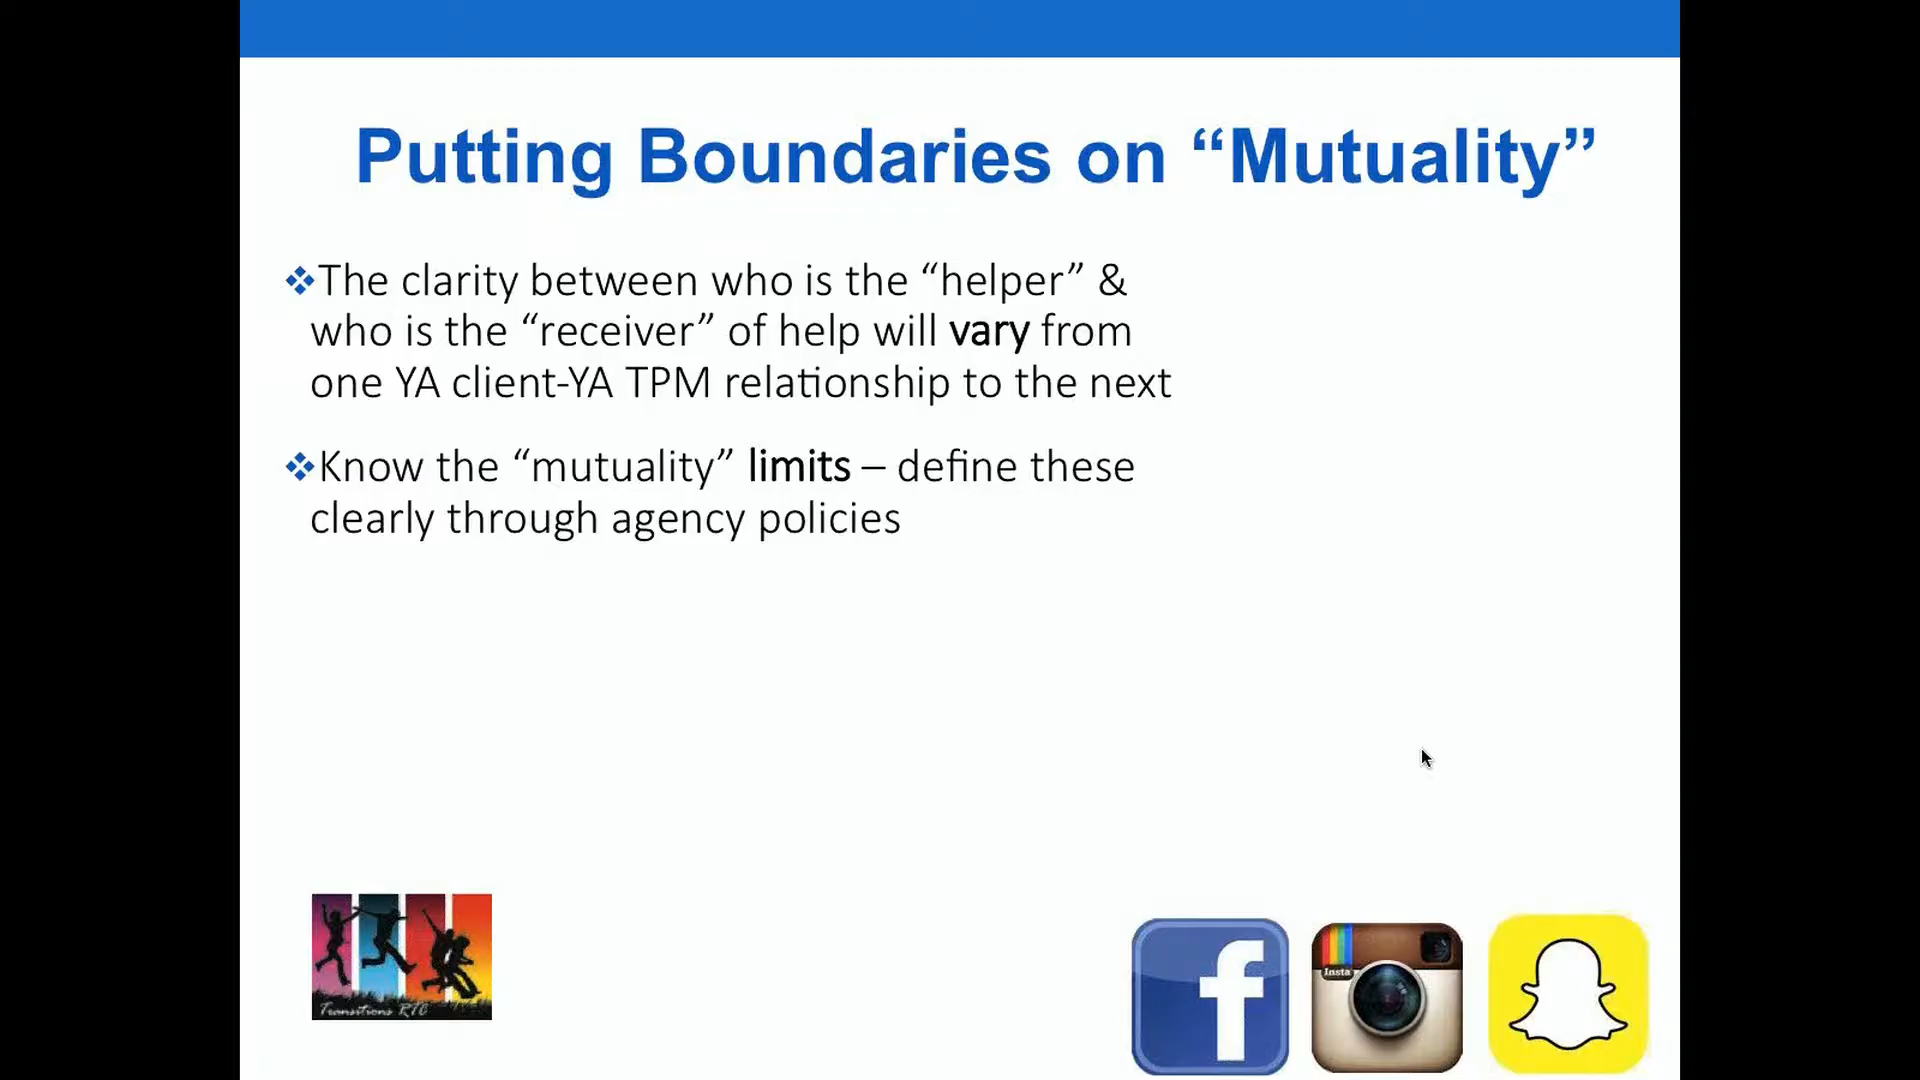 Putting Boundaries on “Mutuality”
❖The clarity between who is the “helper” &
who is the “receiver” of help will vary from
one YA client-YA TPM relationship to the next
❖Know the “mutuality” limits – define these
clearly through agency policies
Transitions RTC
f
Insta